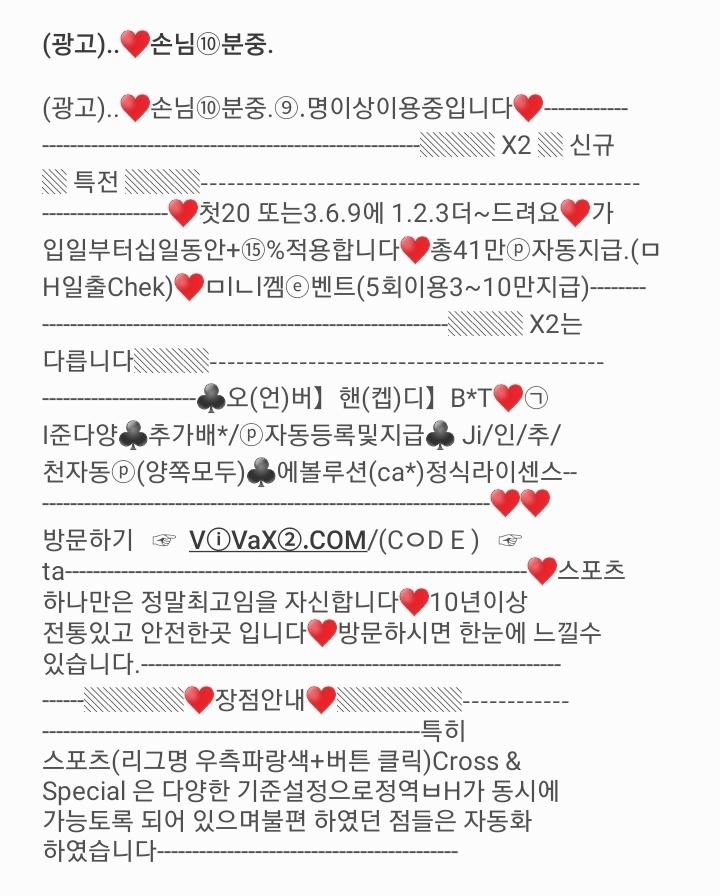 (광고)..♥손님⑩분중.
(광고)..♥손님⑩분중.⑨.명이상이용중입니다♥------------
------------------------------------------------------▧▧▧ X2 ▧ 신규
▧ 특전 ▧▧▧-------------------------------------------------
------------------♥첫20 또는3.6.9에 1.2.3더~드려요♥가
입일부터십일동안+⑮%적용합니다♥총41만ⓟ자동지급.(ㅁ
H일출Chek)♥ㅁㅣㄴㅣ껨ⓔ벤트(5회이용3~10만지급)--------
----------------------------------------------------------▧▧▧ X2는
다릅니다▧▧▧--------------------------------------------
----------------------♣오(언)버】핸(켑)디】B*T♥㉠
ㅣ준다양♣추가배*/ⓟ자동등록및지급♣ Ji/인/추/
천자동ⓟ(양쪽모두)♣에볼루션(ca*)정식라이센스--
----------------------------------------------------------------♥♥
방문하기 ☞ VⓘVaX②.COM/(CㅇD E ) ☞
ta------------------------------------------------------------------♥스포츠
하나만은 정말최고임을 자신합니다♥10년이상
전통있고 안전한곳 입니다♥방문하시면 한눈에 느낄수
있습니다.------------------------------------------------------------
------▧▧▧▧♥장점안내♥▧▧▧▧▧------------
------------------------------------------------------특히
스포츠(리그명 우측파랑색+버튼 클릭)Cross &
Special 은 다양한 기준설정으로정역ㅂH가 동시에
가능토록 되어 있으며불편 하였던 점들은 자동화
하였습니다-------------------------------------------